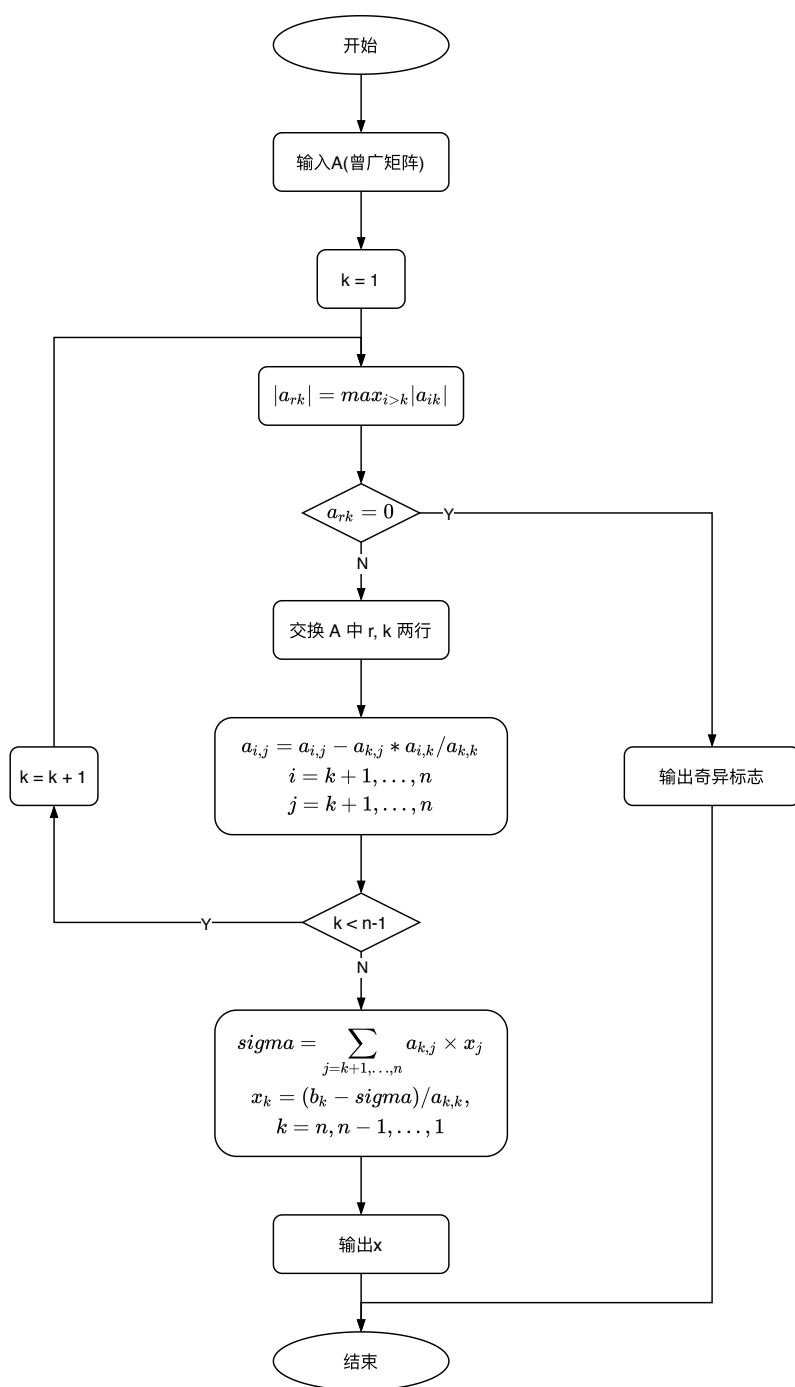 开始
输入A(曾广矩阵)
k = 1
|a_{rk}| = max_{i>k}|a_{ik}|
a_{rk} = 0
Y
N
交换 A 中 r, k 两行
a_{i,j} = a_{i,j} − a_{k,j} * a_{i,k}/a_{k,k}
i = k + 1, . . . , n
j = k + 1, . . . , n
k = k + 1
输出奇异标志
k < n-1
Y
N
sigma = ∑_{j=k+1,...,n} a_{k,j} × x_j
x_k = (b_k − sigma)/a_{k,k},
k = n, n − 1, . . . , 1
输出x
结束